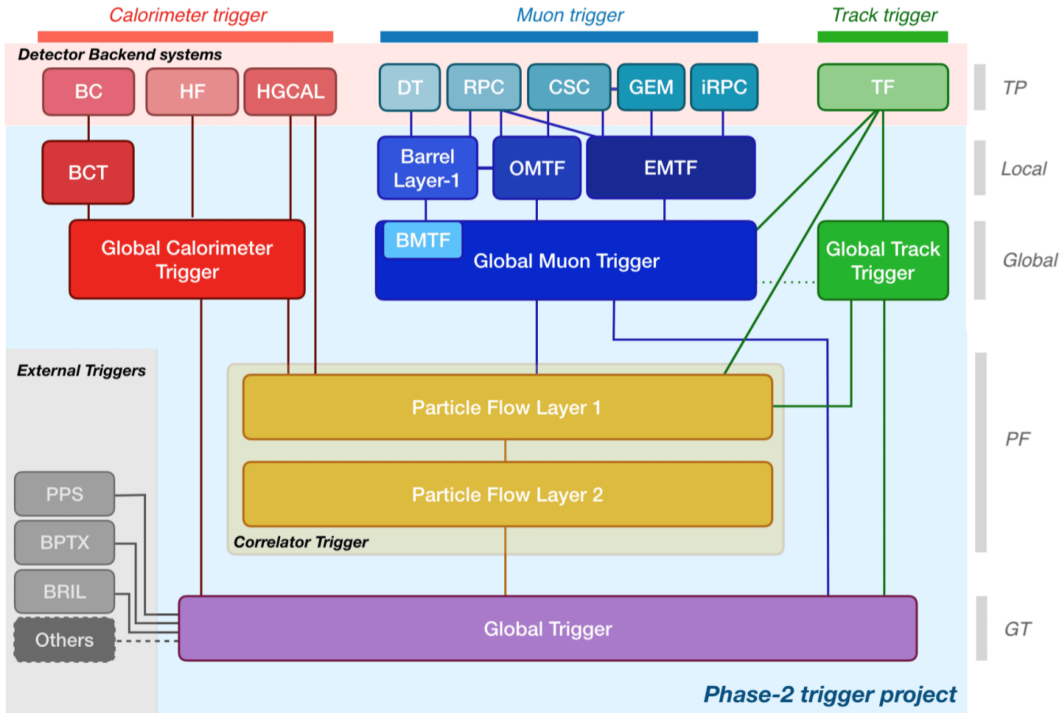 Calorimeter trigger
Muon trigger
Track trigger
Detector Backend systems
BC
HF
HGCAL
DT
RPC
CSC
GEM
iRPC
TF
TP
BCT
Barrel
Layer-1
OMTF
EMTF
Local
Global Calorimeter
Trigger
BMTF
Global Muon Trigger
Global Track
Trigger
Global
External Triggers
Particle Flow Layer 1
PF
Particle Flow Layer 2
Correlator Trigger
PPS
BPTX
BRIL
Others
Global Trigger
GT
Phase-2 trigger project